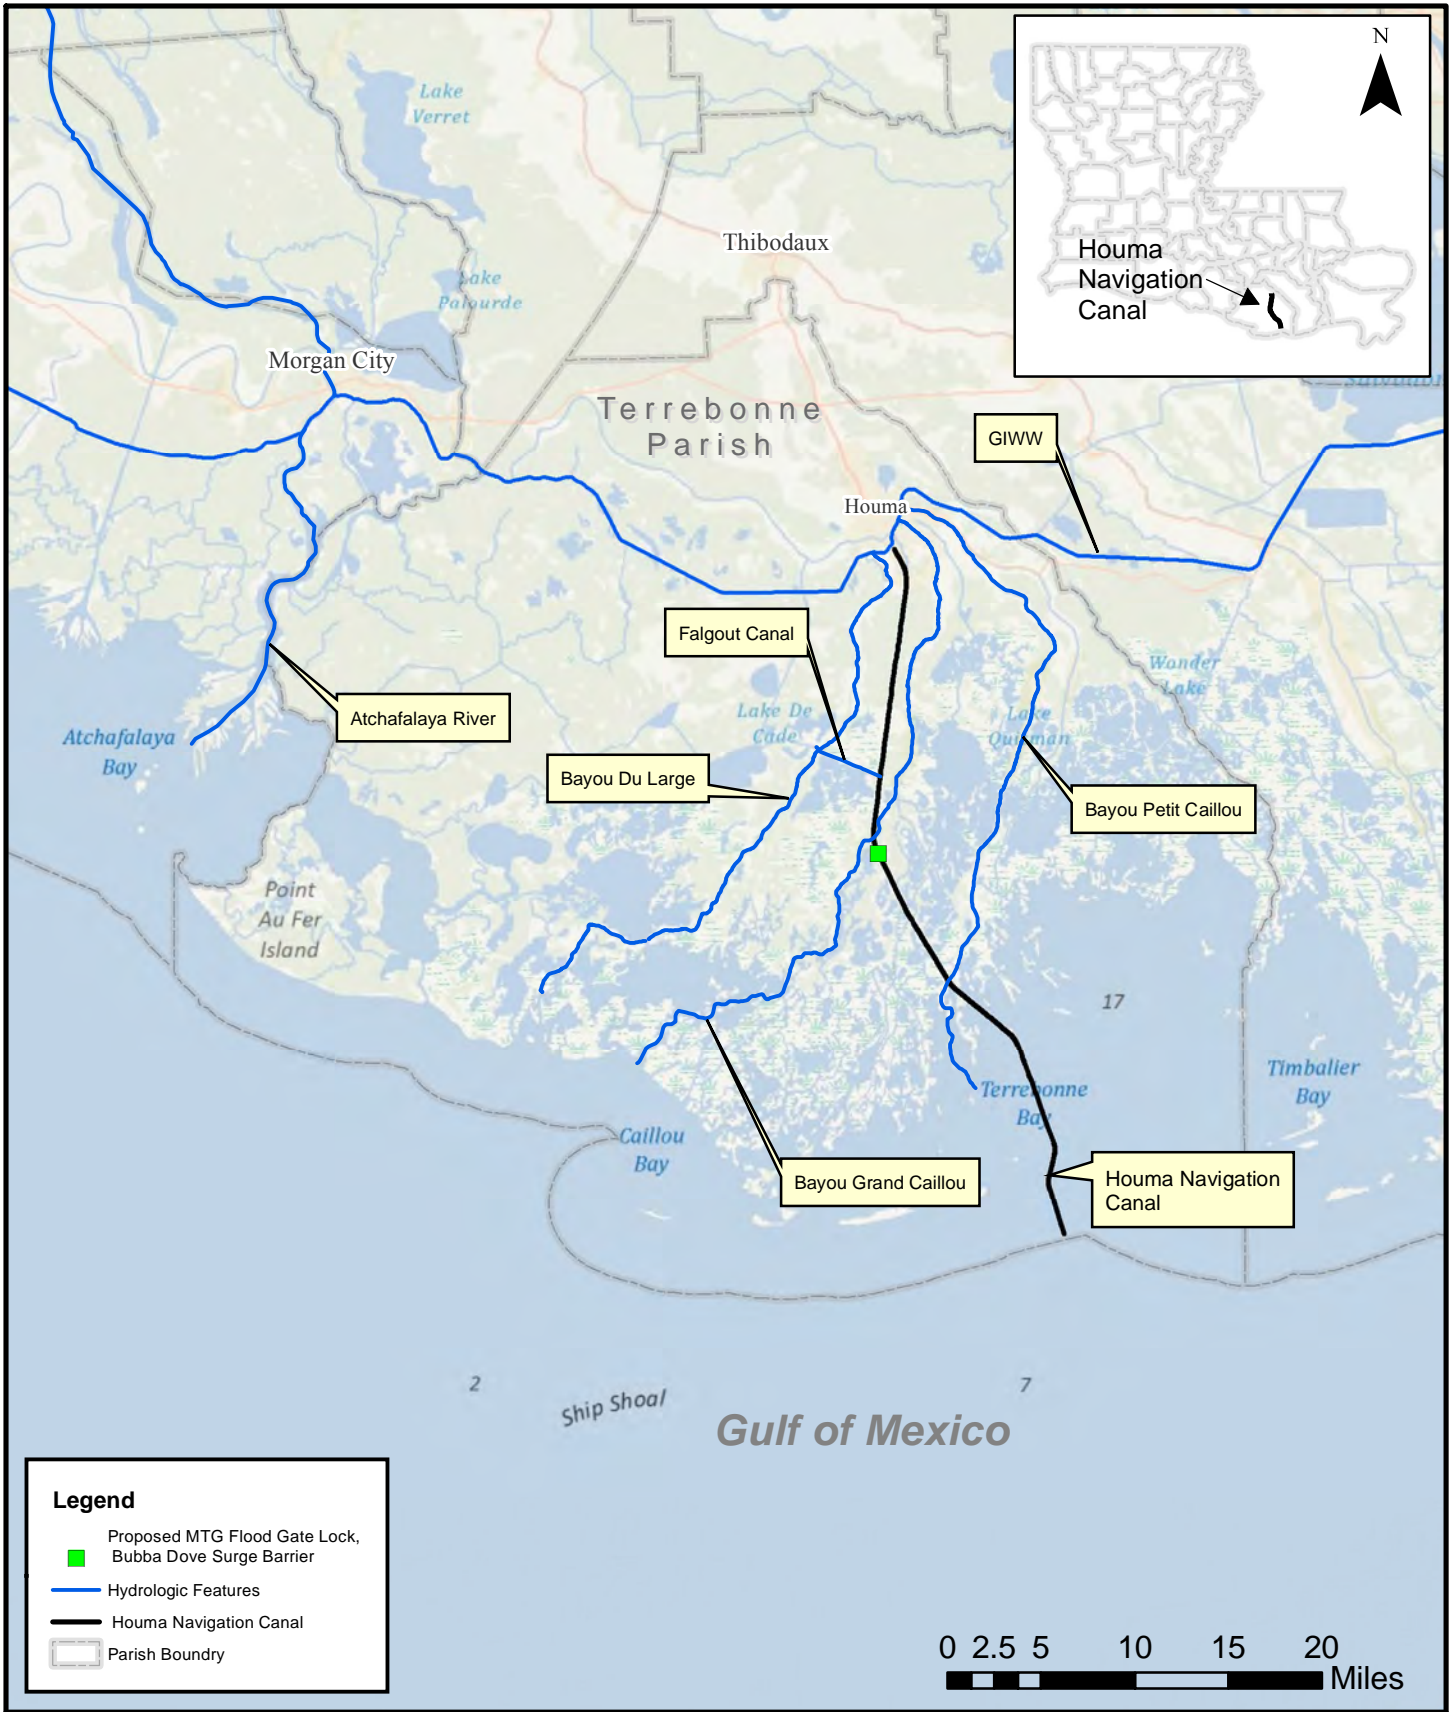 N
Houma
Navigation
Canal
Lake
Verret
Thibodaux
Lake
Palourde
Morgan City
Salvador
Terrebonne
Parish
GIWW
Houma
Falgout Canal
Wonder
Lake
Atchafalaya River
Lake De
Cade
Lake
Quitman
Atchafalaya
Bay
Bayou Du Large
Bayou Petit Caillou
Point
Au Fer
Island
17
Timbalier
Bay
Terrebonne
Bay
Caillou
Bay
Bayou Grand Caillou
Houma Navigation
Canal
2
Ship Shoal
7
Gulf of Mexico
Legend
Proposed MTG Flood Gate Lock,
Bubba Dove Surge Barrier
Hydrologic Features
Houma Navigation Canal
Parish Boundry
0 2.5 5 10 15 20
Miles